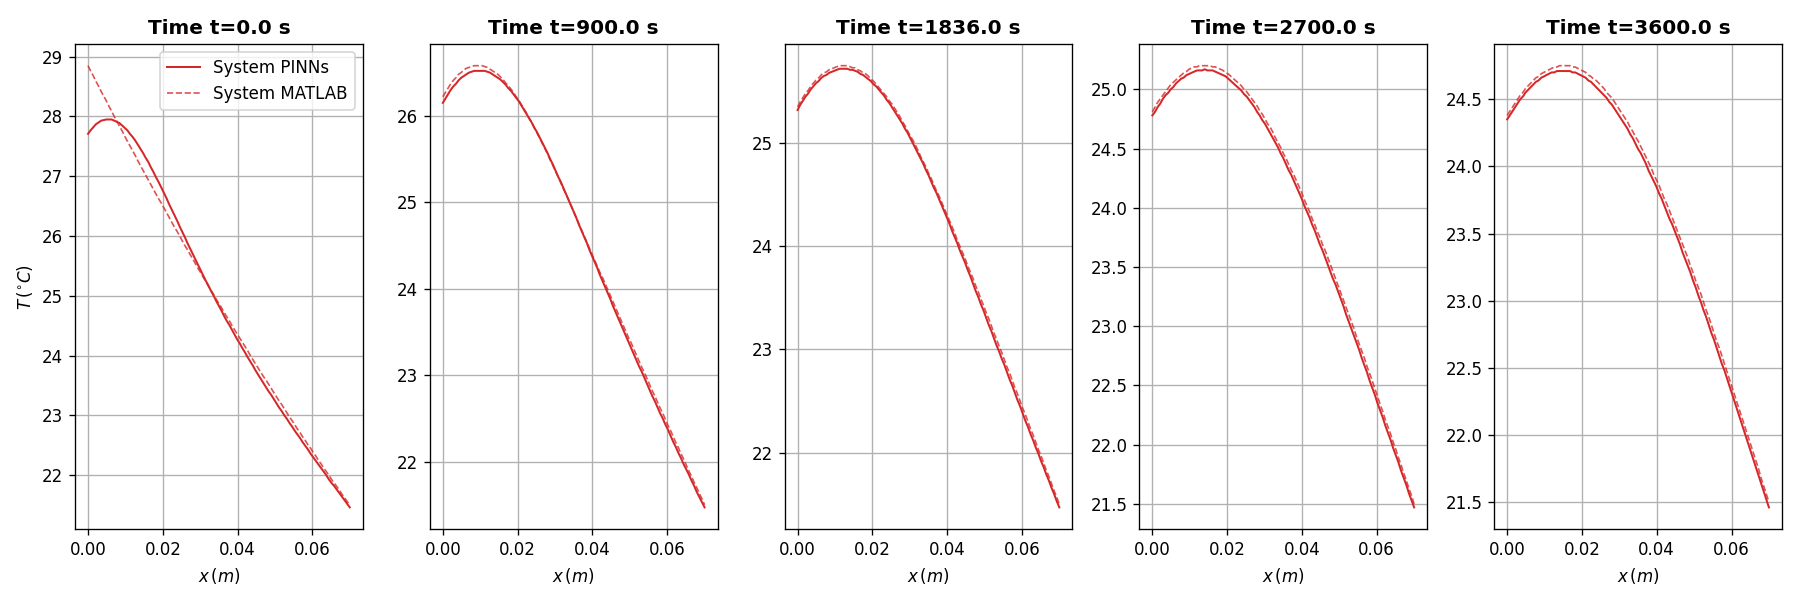 Time t=0.0 s
Time t=900.0 s
Time t=1836.0 s
Time t=2700.0 s
Time t=3600.0 s
System PINNs
System MATLAB
T (°C)
29
28
27
26
25
24
23
22
0.00 0.02 0.04 0.06
x (m)
26
25
24
23
22
0.00 0.02 0.04 0.06
x (m)
25
24
23
22
0.00 0.02 0.04 0.06
x (m)
25.0
24.5
24.0
23.5
23.0
22.5
22.0
21.5
0.00 0.02 0.04 0.06
x (m)
24.5
24.0
23.5
23.0
22.5
22.0
21.5
0.00 0.02 0.04 0.06
x (m)